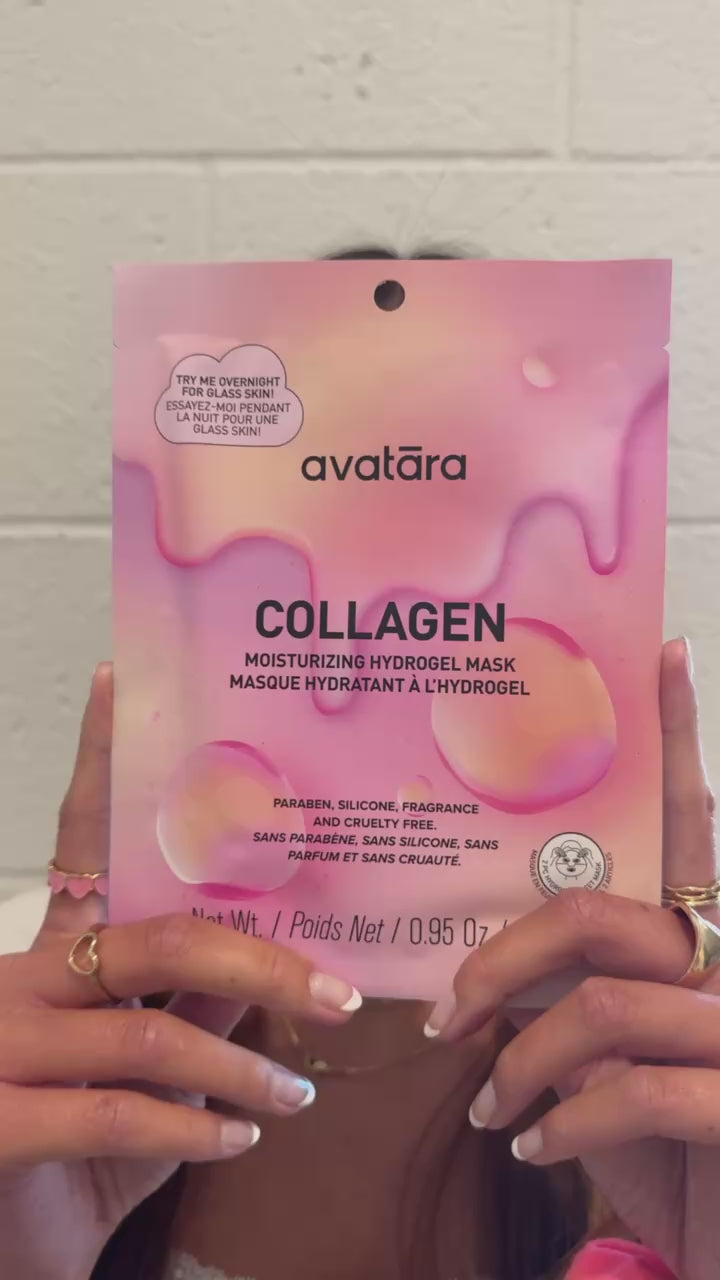 TRY ME OVERNIGHT
FOR GLASS SKIN!
ESSAYEZ-MOI PENDANT
LA NUIT POUR UNE
GLASS SKIN!
avatāra
COLLAGEN
MOISTURIZING HYDROGEL MASK
MASQUE HYDRATANT À L'HYDROGEL
PARABEN, SILICONE, FRAGRANCE
AND CRUELTY FREE.
SANS PARABÈNE, SANS SILICONE, SANS
PARFUM ET SANS CRUAUTÉ.
Net Wt. / Poids Net / 0.95 Oz. /